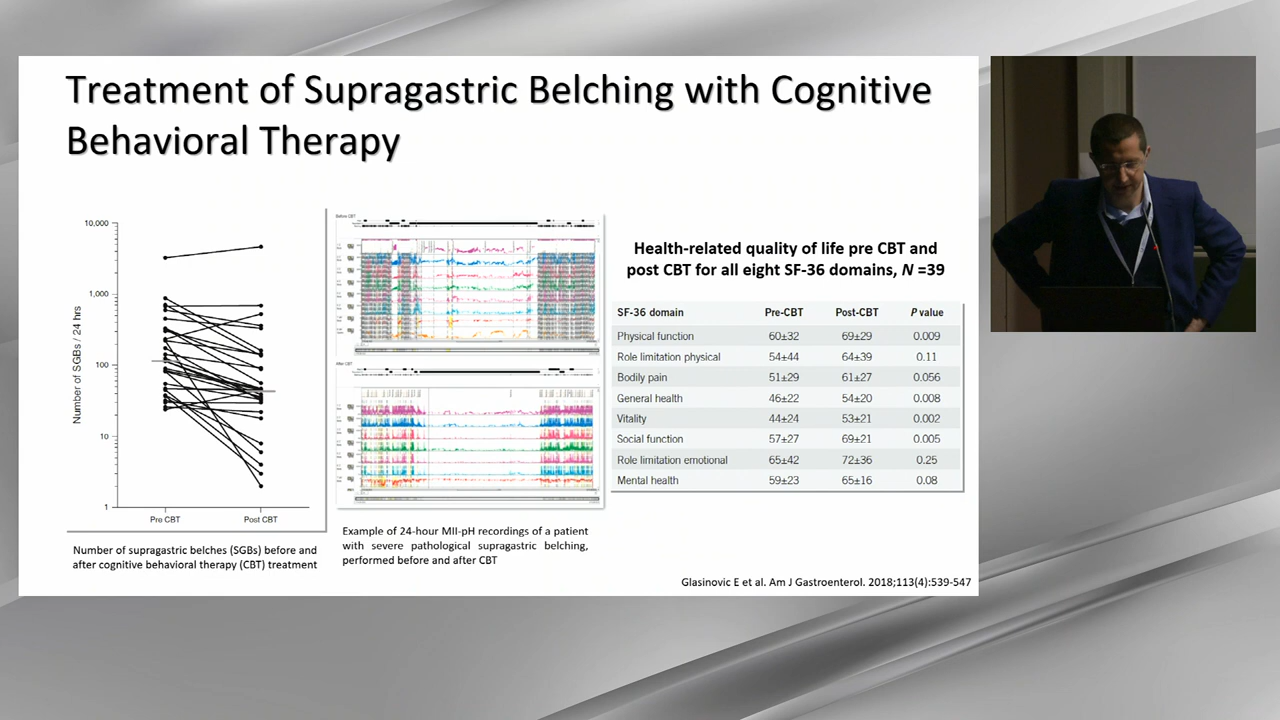 Treatment of Supragastric Belching with Cognitive
Behavioral Therapy
10,000
1,000
100
10
1
Number of SGBs / 24 hrs
Pre CBT
Post CBT
Number of supragastric belches (SGBs) before and
after cognitive behavioral therapy (CBT) treatment
Before CBT
After CBT
Example of 24-hour MII-pH recordings of a patient
with severe pathological supragastric belching,
performed before and after CBT
Health-related quality of life pre CBT and
post CBT for all eight SF-36 domains, N =39
SF-36 domain Pre-CBT Post-CBT P value
Physical function 60±32 69±29 0.009
Role limitation physical 54±44 64±39 0.11
Bodily pain 51±29 61±27 0.056
General health 46±22 54±20 0.008
Vitality 44±24 53±21 0.002
Social function 57±27 69±21 0.005
Role limitation emotional 65±42 72±36 0.25
Mental health 59±23 65±16 0.08
Glasinovic E et al. Am J Gastroenterol. 2018;113(4):539-547